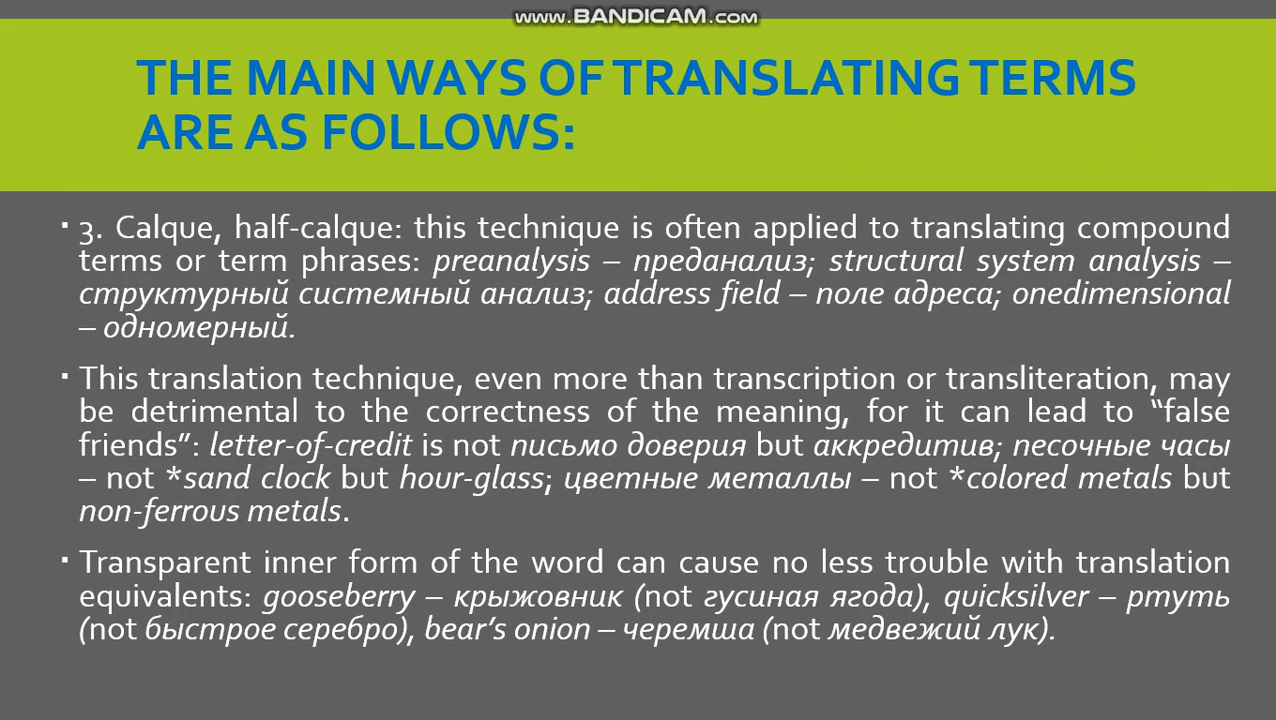 www.BANDICAM.com
THE MAIN WAYS OF TRANSLATING TERMS
ARE AS FOLLOWS:
▪ 3. Calque, half-calque: this technique is often applied to translating compound
terms or term phrases: preanalysis – преданализ; structural system analysis –
структурный системный анализ; address field – поле адреса; onedimensional
– одномерный.
▪ This translation technique, even more than transcription or transliteration, may
be detrimental to the correctness of the meaning, for it can lead to “false
friends”: letter-of-credit is not письмо доверия but аккредитив; песочные часы
– not *sand clock but hour-glass; цветные металлы – not *colored metals but
non-ferrous metals.
▪ Transparent inner form of the word can cause no less trouble with translation
equivalents: gooseberry – крыжовник (not гусиная ягода), quicksilver – ртуть
(not быстрое серебро), bear’s onion – черемша (not медвежий лук).